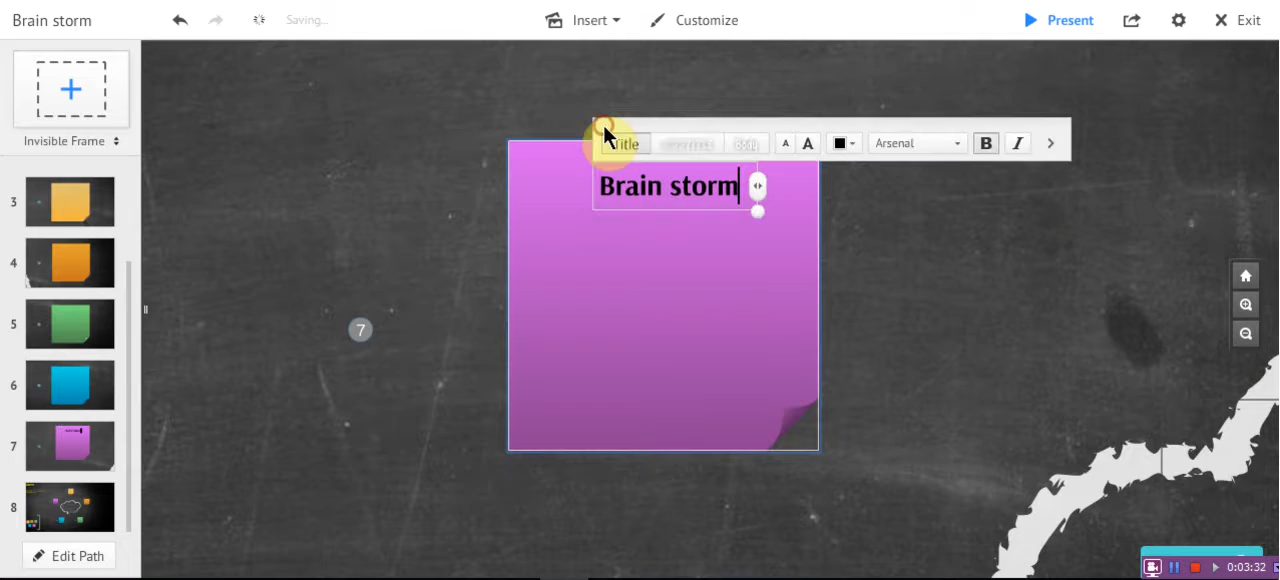 Brain storm
Saving...
Insert
Customize
Present
Exit
Invisible Frame
Title
Body
A
A
Arsenal
B
I
Brain storm
3
4
5
6
7
8
7
Edit Path
0:03:32